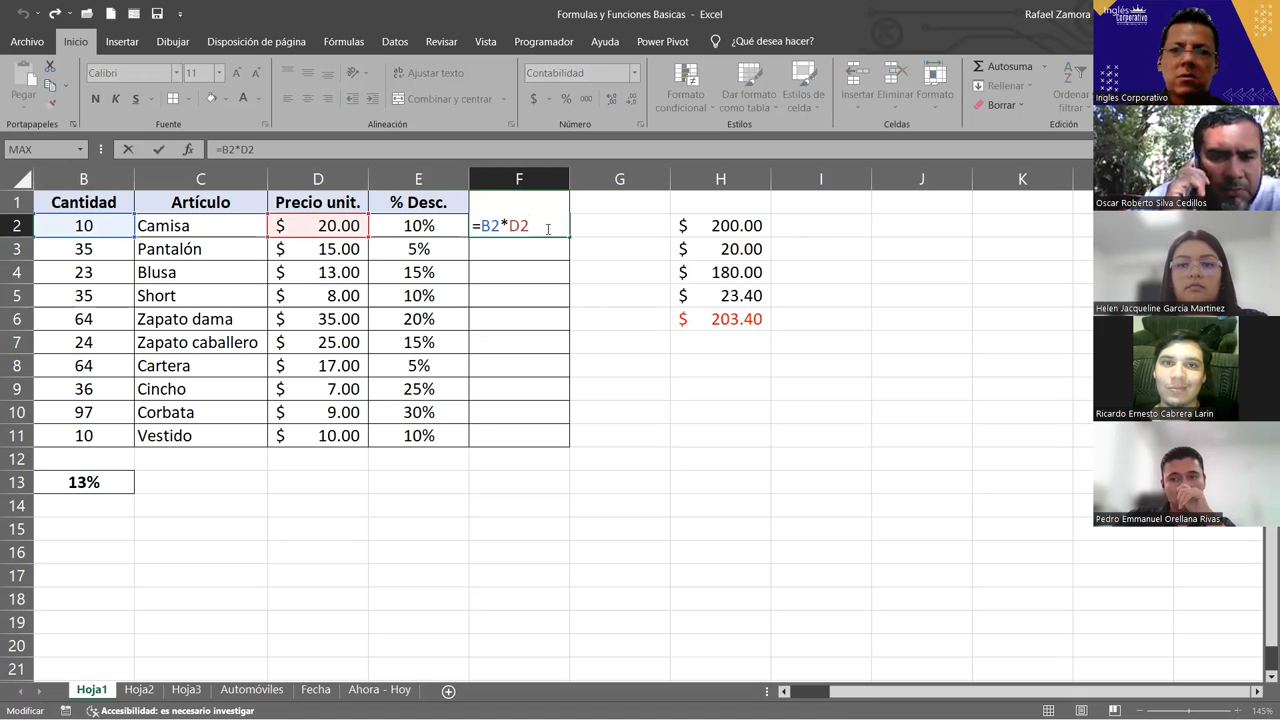 Formulas y Funciones Basicas - Excel
Rafael Zamora
Archivo Inicio Insertar Dibujar Disposición de página Fórmulas Datos Revisar Vista Programador Ayuda Power Pivot ¿Qué desea hacer?
Pegar
Calibri 11
N K S
Ajustar texto
Combinar y centrar
Contabilidad
$ % 000
Formato condicional
Dar formato como tabla
Estilos de celda
Insertar Eliminar Formato
Autosuma
Rellenar
Borrar
Ordenar
filtrar
Portapapeles Fuente Alineación Número Estilos Celdas Edición
MAX =B2*D2
B C D E F G H I J K
1 Cantidad Artículo Precio unit. % Desc.
2 10 Camisa $ 20.00 10% =B2*D2 $ 200.00
3 35 Pantalón $ 15.00 5% $ 20.00
4 23 Blusa $ 13.00 15% $ 180.00
5 35 Short $ 8.00 10% $ 23.40
6 64 Zapato dama $ 35.00 20% $ 203.40
7 24 Zapato caballero $ 25.00 15%
8 64 Cartera $ 17.00 5%
9 36 Cincho $ 7.00 25%
10 97 Corbata $ 9.00 30%
11 10 Vestido $ 10.00 10%
12
13 13%
14
15
16
17
18
19
20
21
Hoja1 Hoja2 Hoja3 Automóviles Fecha Ahora - Hoy
Modificar Accesibilidad: es necesario investigar 145%
Inglés
Corporativo
Ingles Corporativo
Oscar Roberto Silva Cedillos
Helen Jacqueline Garcia Martinez
Ricardo Ernesto Cabrera Larin
Pedro Emmanuel Orellana Rivas